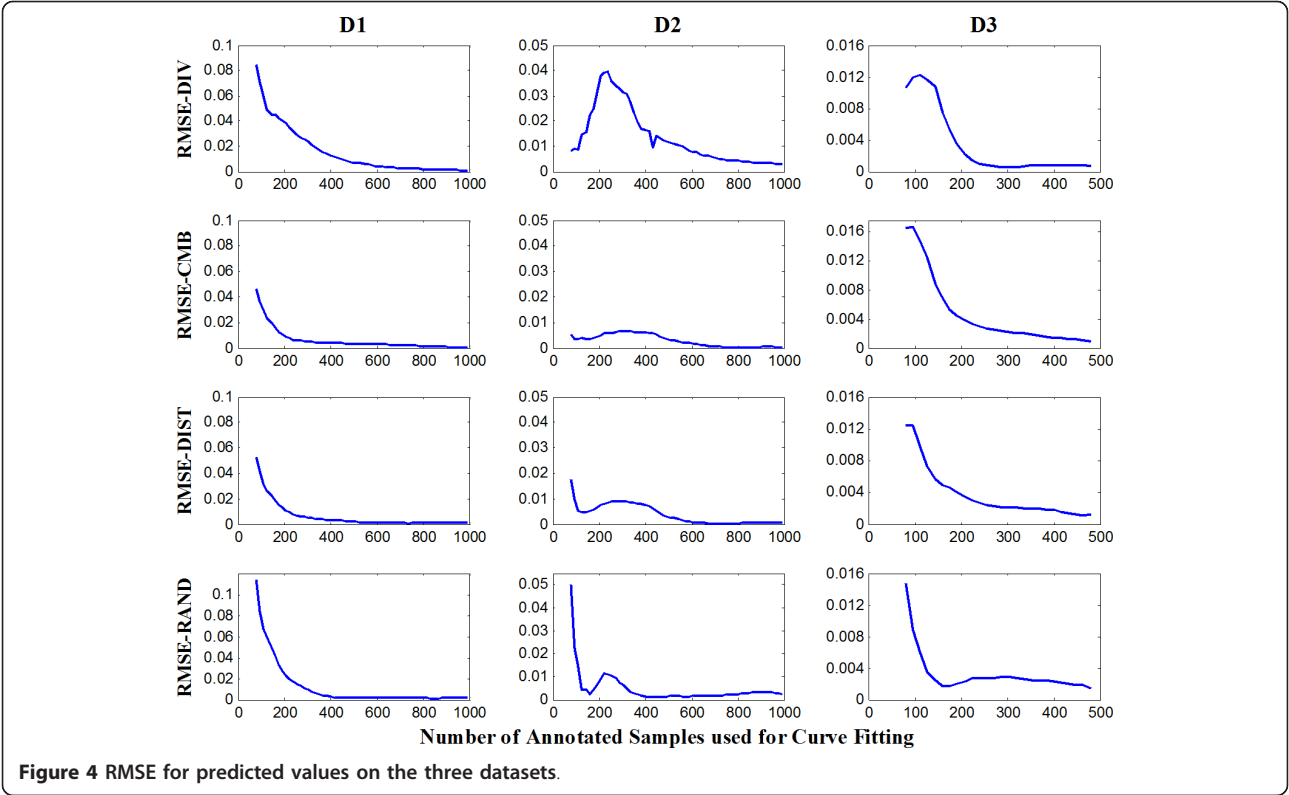 D1 D2 D3
RMSE-DIV
0.1 0.05 0.016
0.08 0.04 0.012
0.06 0.03 0.008
0.04 0.02 0.004
0.02 0.01 0
0 0
0 200 400 600 800 1000 0 200 400 600 800 1000 0 100 200 300 400 500
RMSE-CMB
0.1 0.05 0.016
0.08 0.04 0.012
0.06 0.03 0.008
0.04 0.02 0.004
0.02 0.01 0
0 0
0 200 400 600 800 1000 0 200 400 600 800 1000 0 100 200 300 400 500
RMSE-DIST
0.1 0.05 0.016
0.08 0.04 0.012
0.06 0.03 0.008
0.04 0.02 0.004
0.02 0.01 0
0 0
0 200 400 600 800 1000 0 200 400 600 800 1000 0 100 200 300 400 500
RMSE-RAND
0.1 0.05 0.016
0.08 0.04 0.012
0.06 0.03 0.008
0.04 0.02 0.004
0.02 0.01 0
0 0
0 200 400 600 800 1000 0 200 400 600 800 1000 0 100 200 300 400 500
Number of Annotated Samples used for Curve Fitting
Figure 4 RMSE for predicted values on the three datasets.